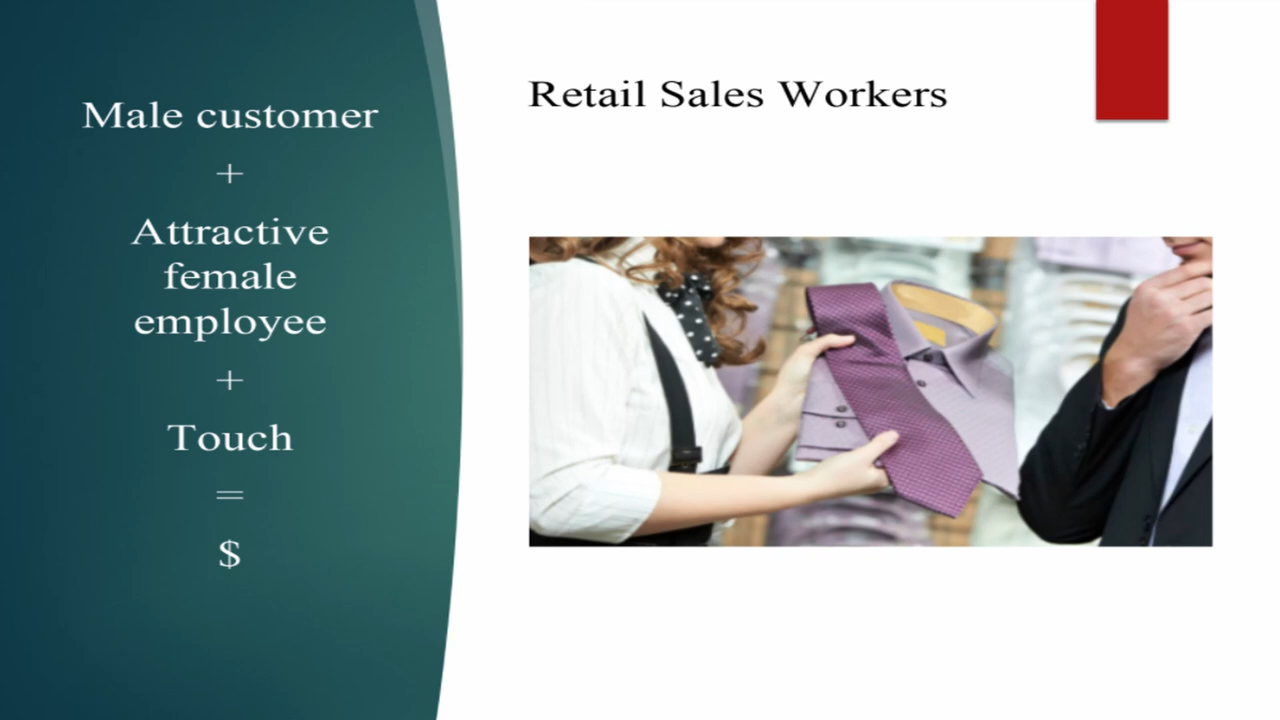 Male customer
+
Attractive
female
employee
+
Touch
=
$
Retail Sales Workers